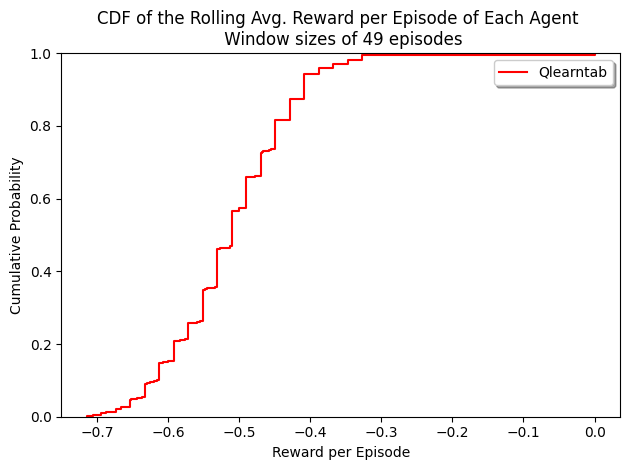 CDF of the Rolling Avg. Reward per Episode of Each Agent
Window sizes of 49 episodes
Qlearntab
Cumulative Probability
1.0
0.8
0.6
0.4
0.2
0.0
−0.7 −0.6 −0.5 −0.4 −0.3 −0.2 −0.1 0.0
Reward per Episode